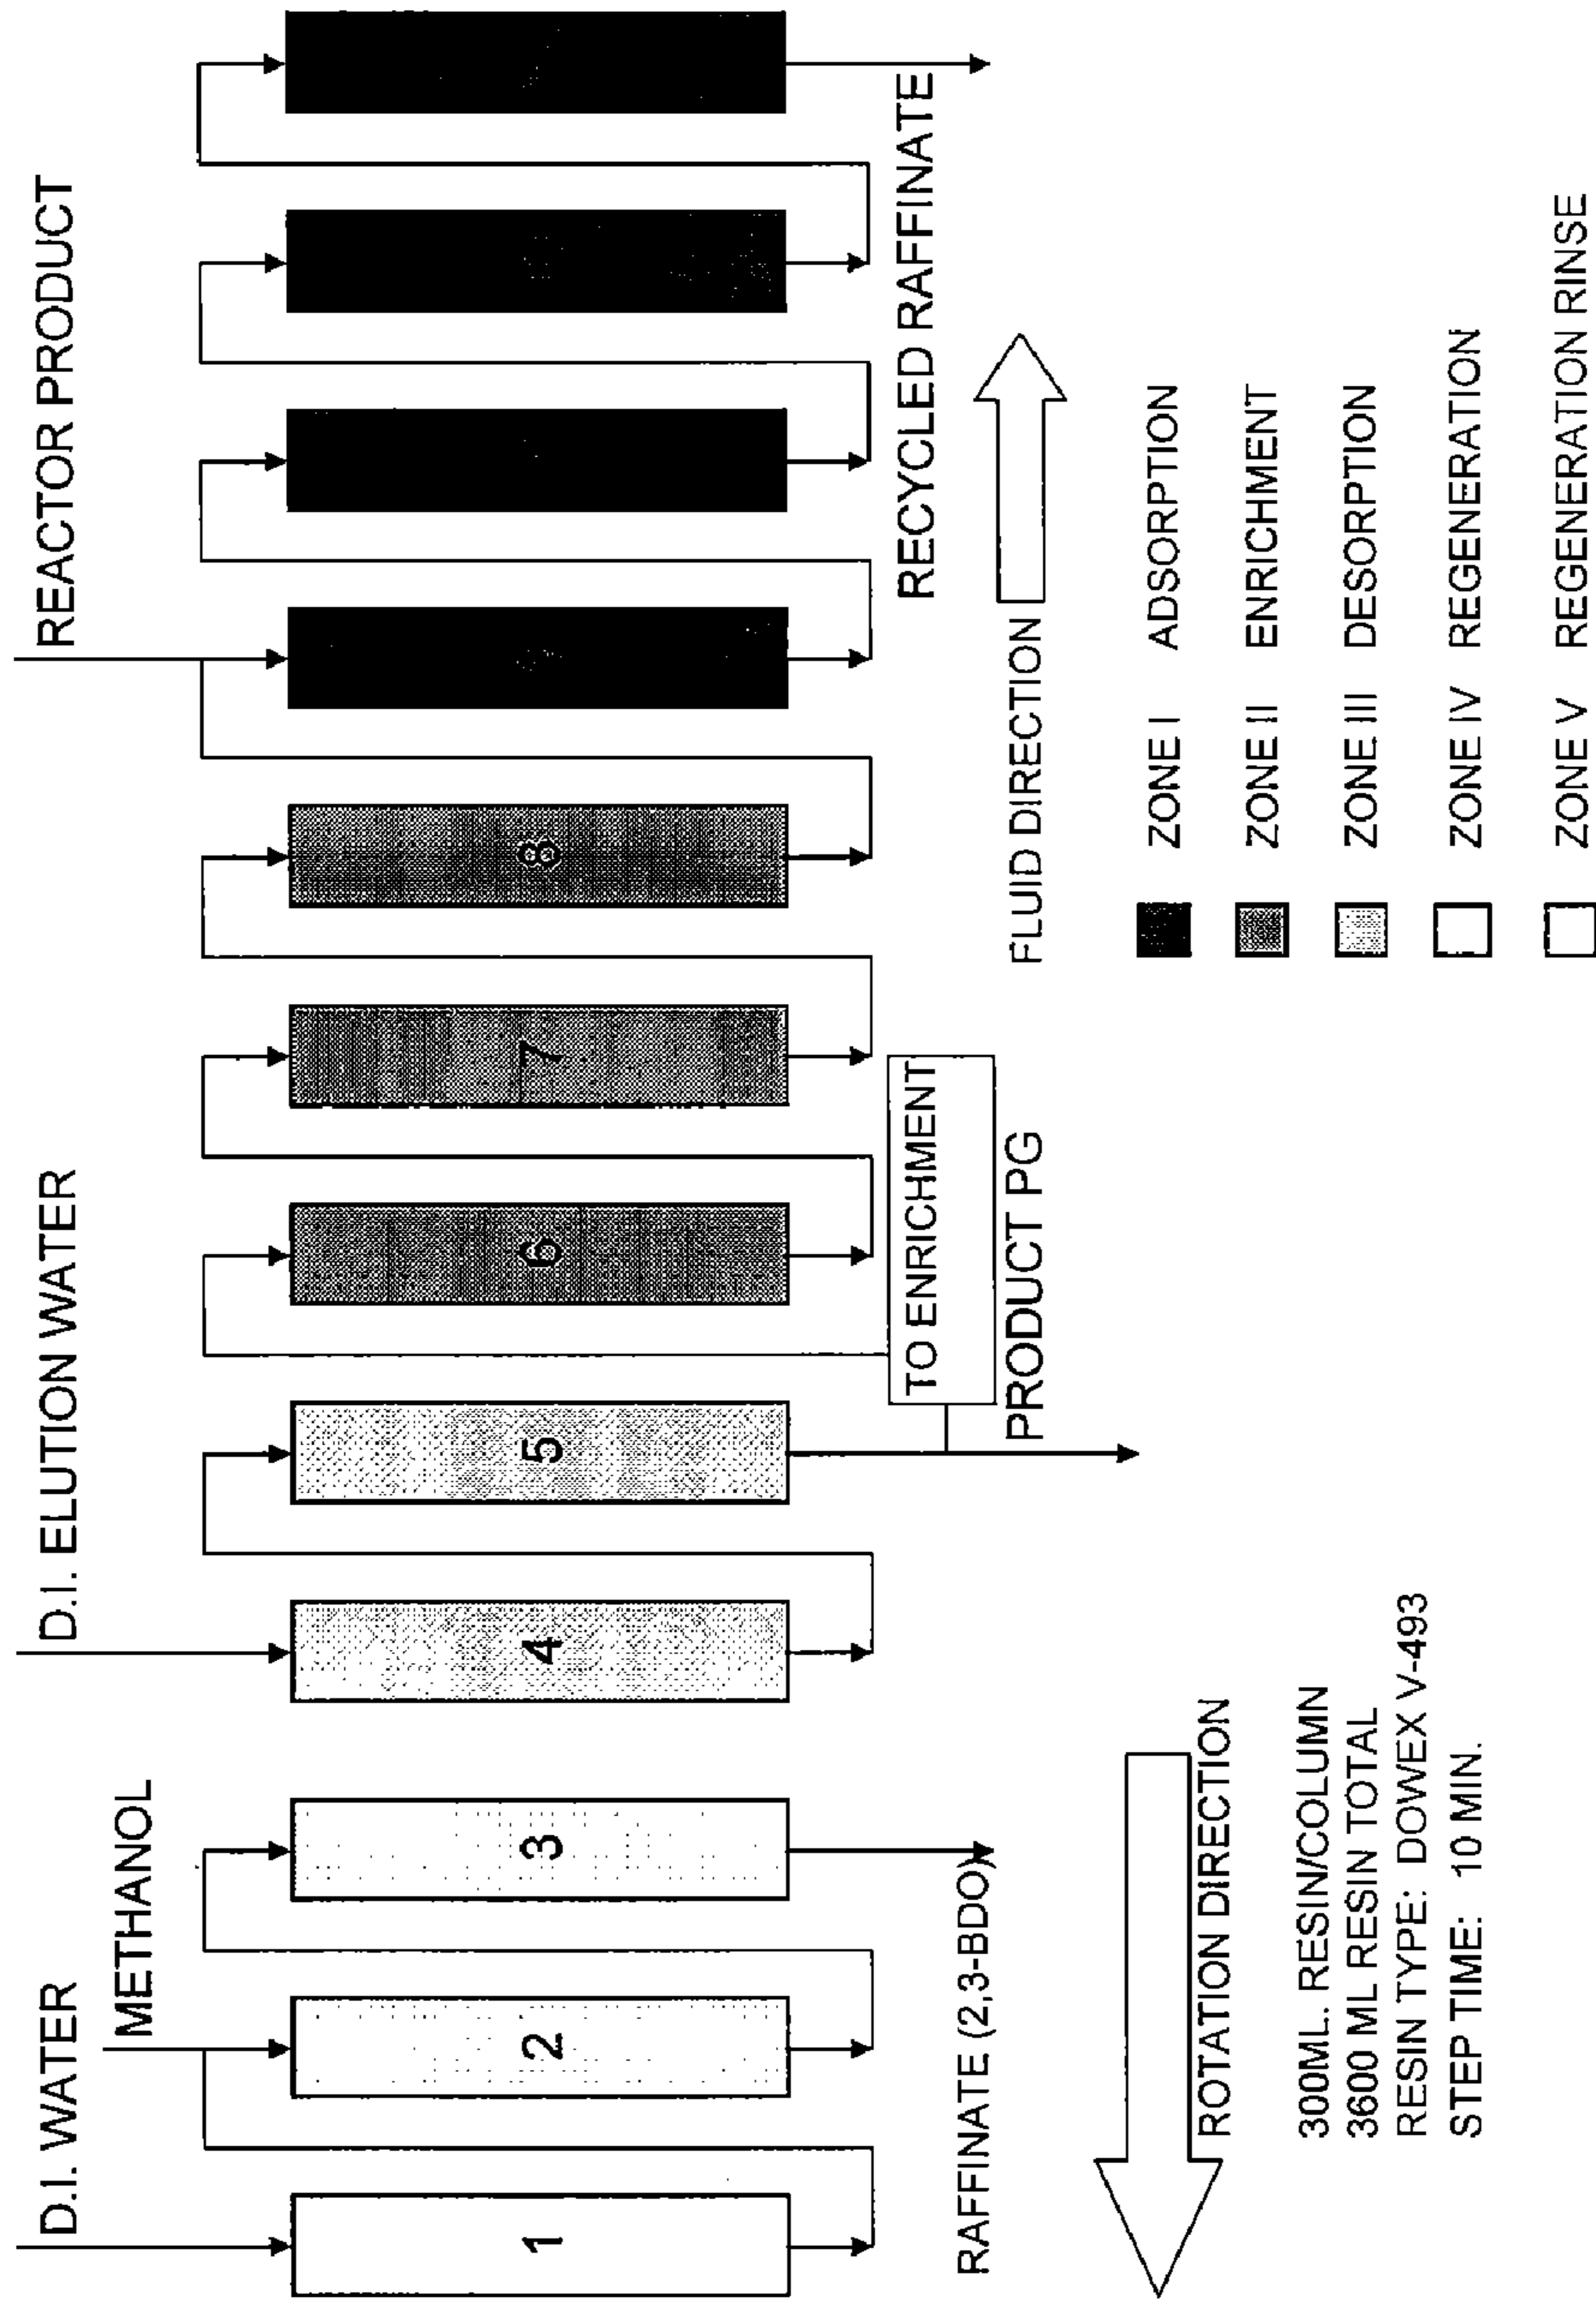 D.I. WATER
METHANOL
D.I. ELUTION WATER
REACTOR PRODUCT
1
2
3
4
5
6
7
8
RAFFINATE (2,3-BDO)
TO ENRICHMENT
PRODUCT PG
RECYCLED RAFFINATE
ROTATION DIRECTION
FLUID DIRECTION
300ML. RESIN/COLUMN
3600 ML RESIN TOTAL
RESIN TYPE: DOWEX V-493
STEP TIME: 10 MIN.
ZONE I ADSORPTION
ZONE II ENRICHMENT
ZONE III DESORPTION
ZONE IV REGENERATION
ZONE V REGENERATION RINSE